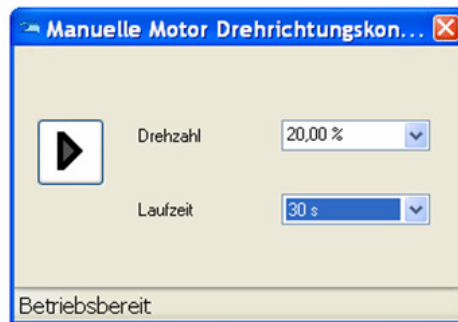 Manuelle Motor Drehrichtungskon...
Drehzahl
20,00 %
Laufzeit
30 s
Betriebsbereit